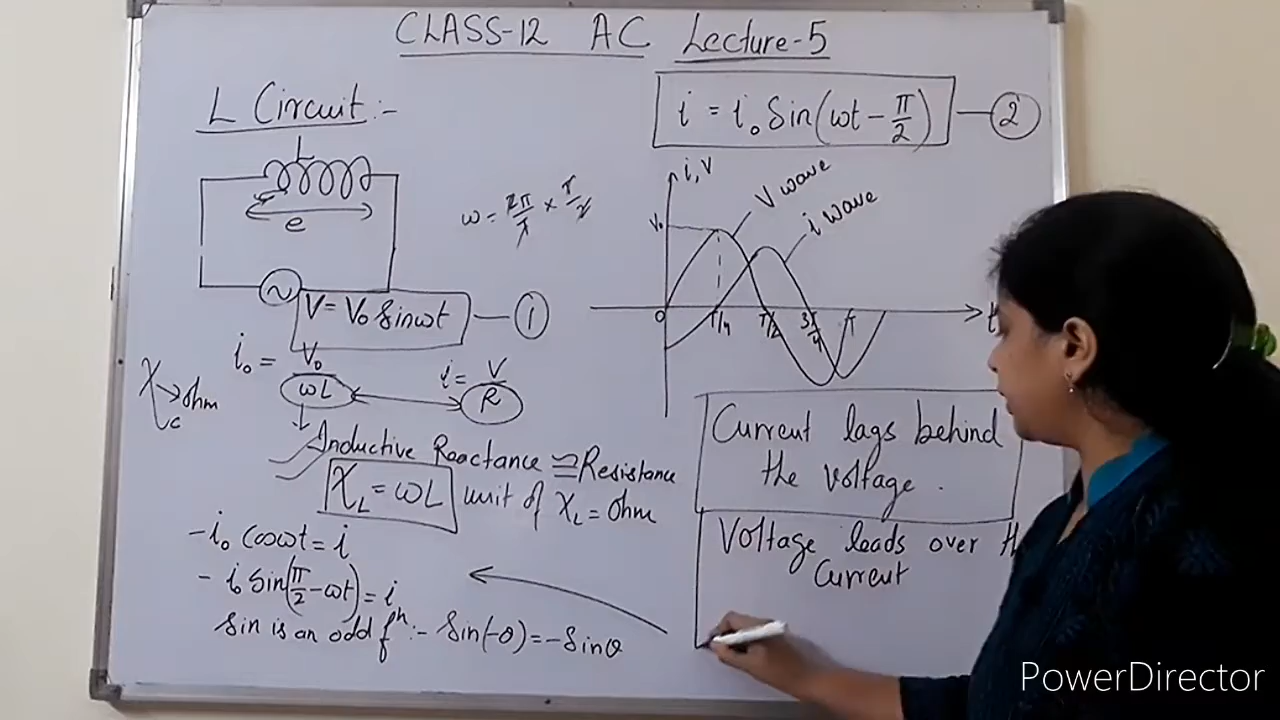 CLASS-12 AC Lecture-5
L Circuit:-
L
e
V = V₀ Sinωt —①
ω = 2π/T × T/4
i₀ = V₀/ωL
i = V/R
X_c → ohm
Inductive Reactance ≅ Resistance
X_L = ωL unit of X_L = Ohm
- i₀ Cosωt = i
- i₀ Sin(π/2 - ωt) = i
Sin is an odd fⁿ:- Sin(-θ) = -Sinθ
i = i₀ Sin(ωt - π/2) —②
i, V
V wave
i wave
V₀
0 T/4 T/2 3T/4 T t
Current lags behind
the voltage.
Voltage leads over
Current
PowerDirector